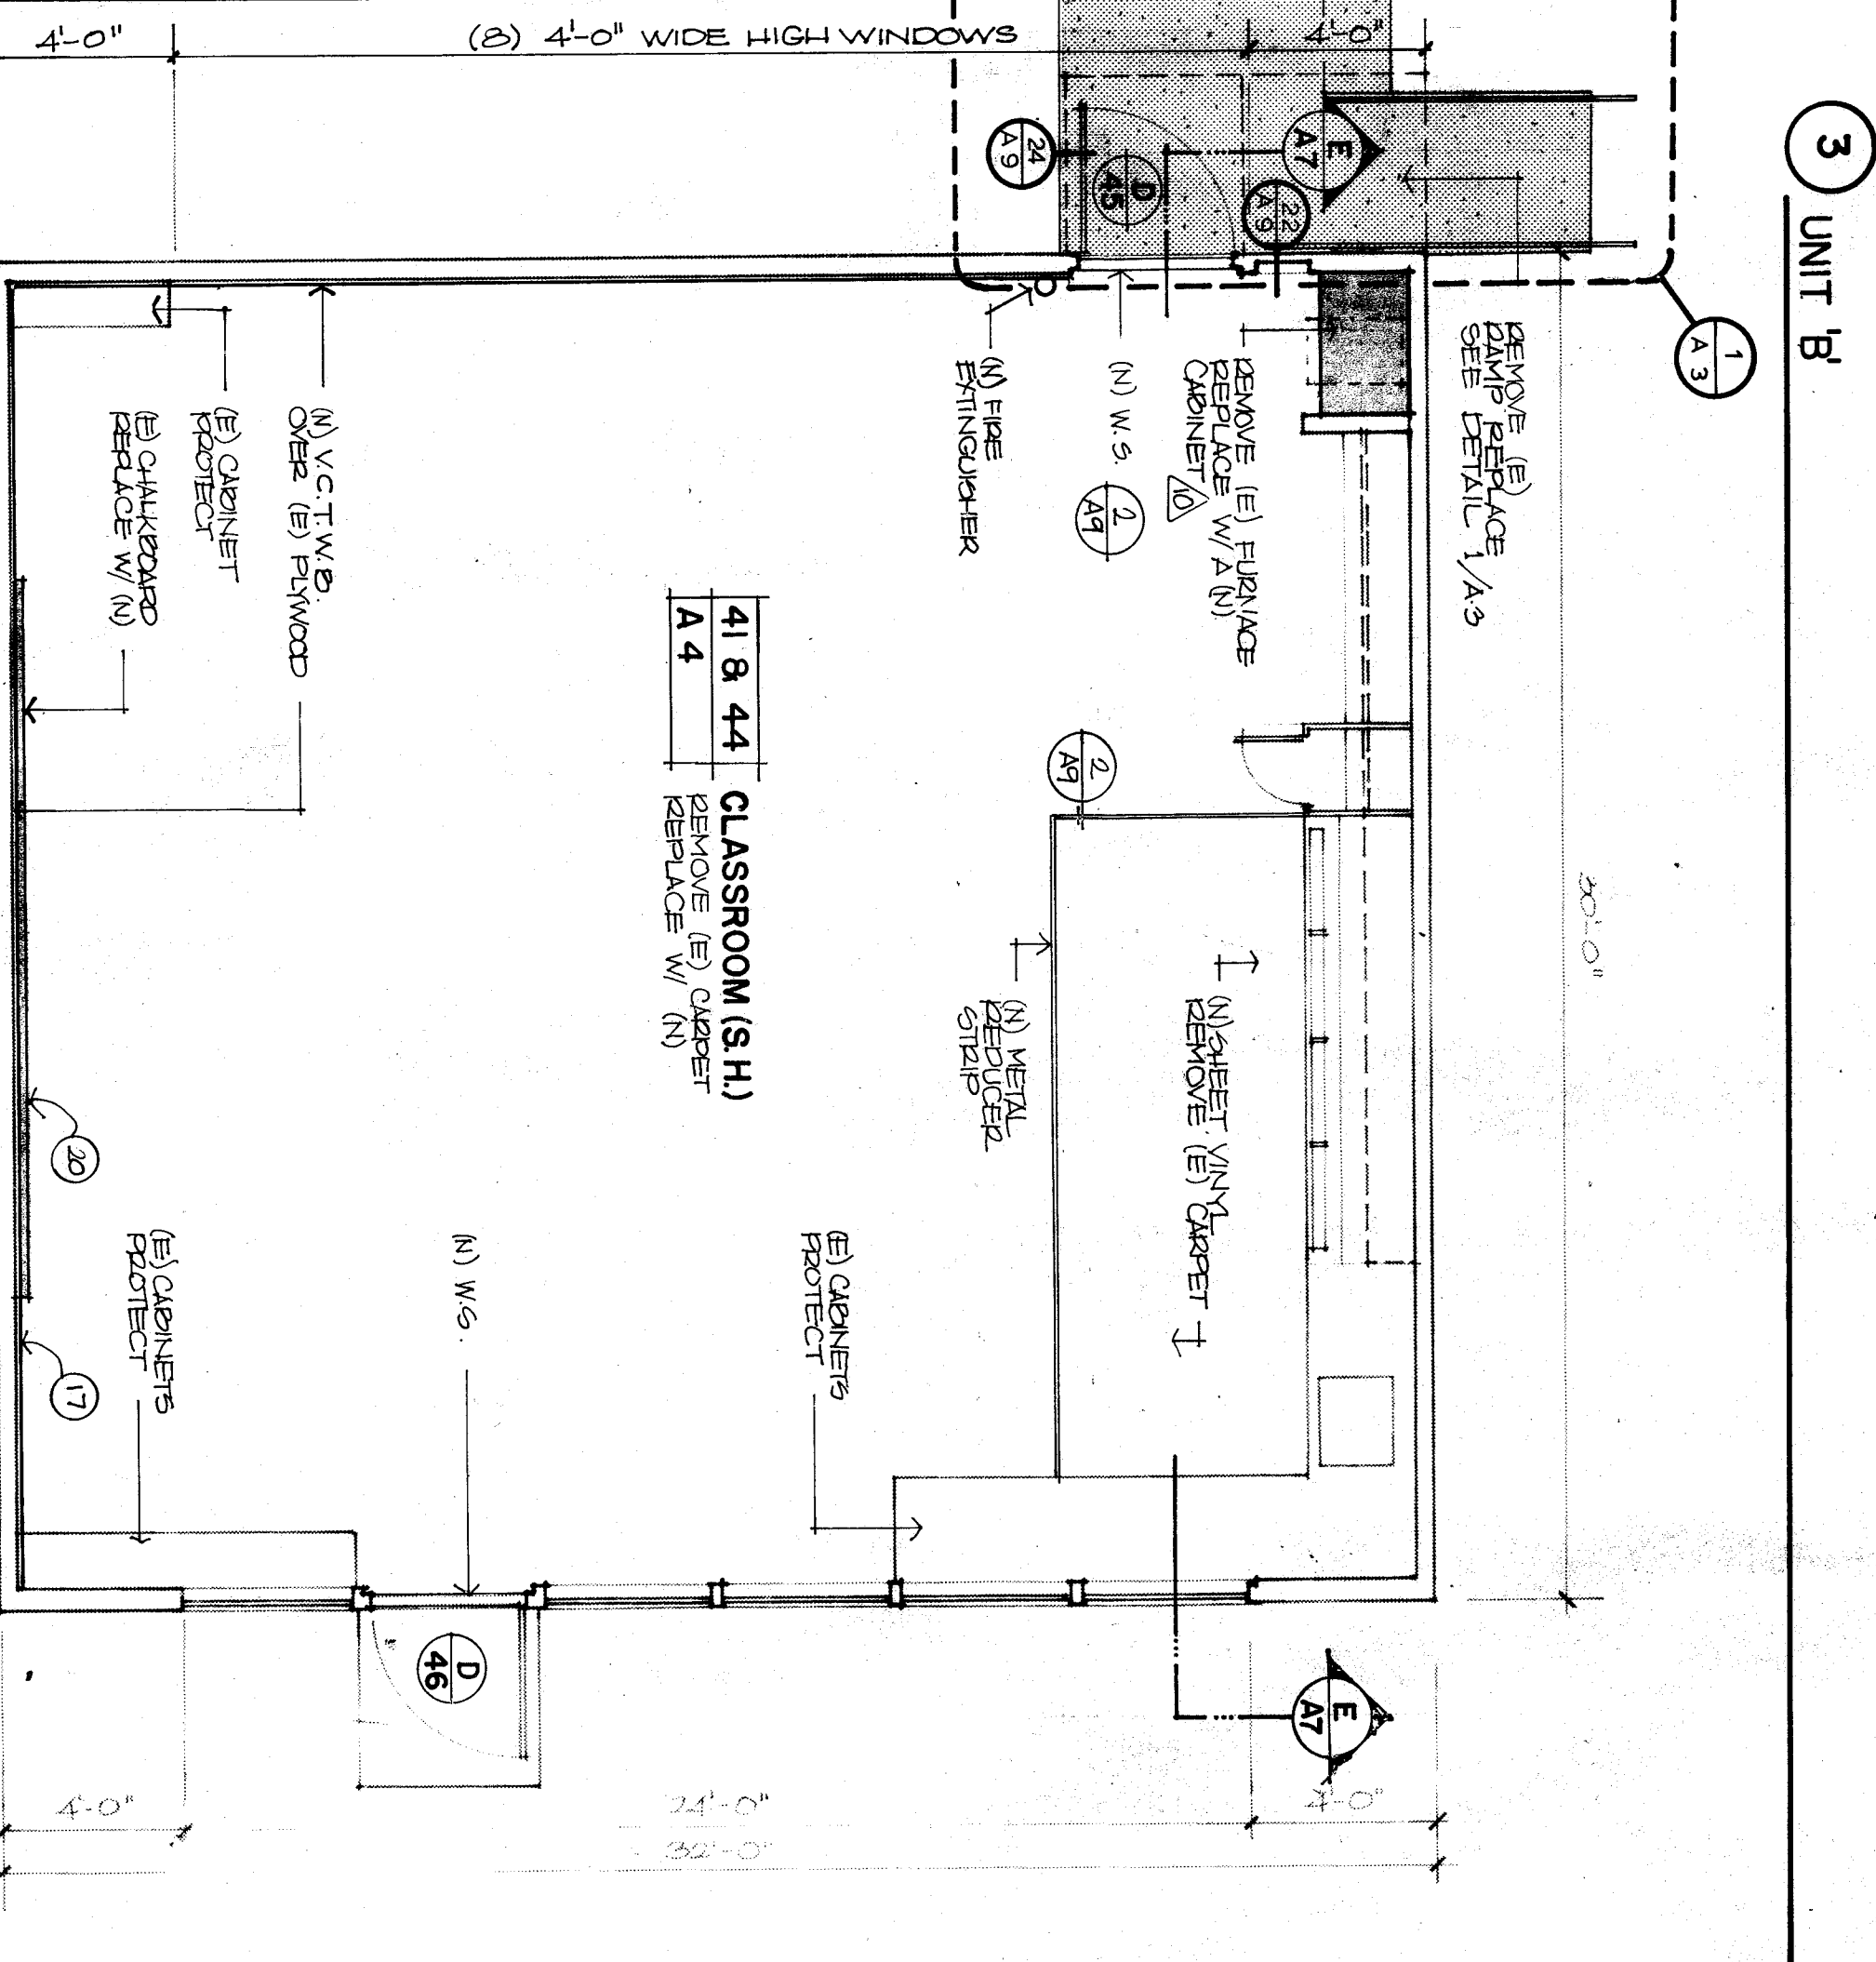 3
UNIT 'B'
1
A 3
REMOVE (E)
RAMP REPLACE
SEE DETAIL 1/A.3
30'-0"
4'-0"
(8) 4'-0" WIDE HIGH WINDOWS
4'-0"
E
A7
22
A 9
24
A 9
D
45
REMOVE (E) FURNACE
REPLACE W/ A (N)
CABINET
10
(N) W.S.
2
A9
(N) FIRE
EXTINGUISHER
2
A9
(N) SHEET VINYL
REMOVE (E) CARPET
(N) METAL
REDUCER
STRIP
41 & 44
A 4
CLASSROOM (S.H.)
REMOVE (E) CARPET
REPLACE W/ (N)
(E) CABINETS
PROTECT
(N) W.S.
(N) V.C.T.W.B.
OVER (E) PLYWOOD
(E) CABINET
PROTECT
(E) CHALKBOARD
REPLACE W/ (N)
20
17
(E) CABINETS
PROTECT
D
46
E
A7
4'-0"
24'-0"
4'-0"
32'-0"